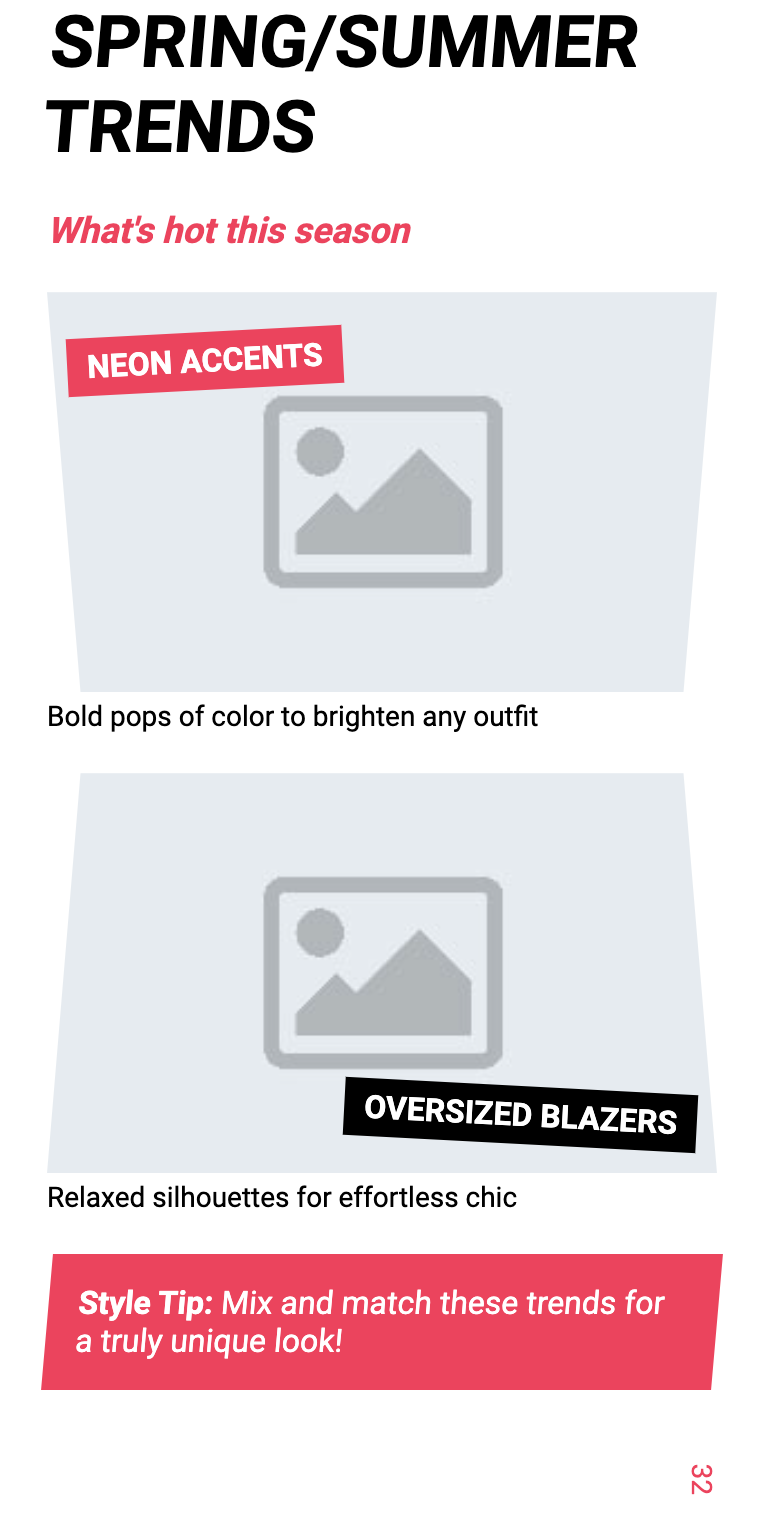 SPRING/SUMMER
TRENDS
What's hot this season
NEON ACCENTS
Bold pops of color to brighten any outfit
OVERSIZED BLAZERS
Relaxed silhouettes for effortless chic
Style Tip: Mix and match these trends for
a truly unique look!
32